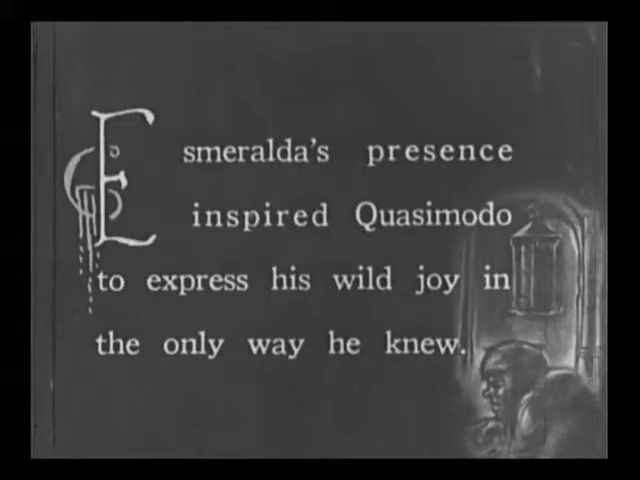 Esmeralda's presence
inspired Quasimodo
to express his wild joy in
the only way he knew.